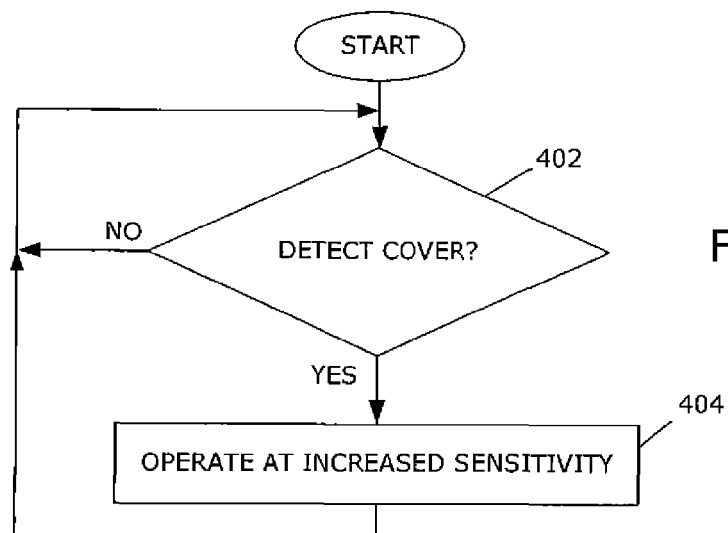 START
402
NO
DETECT COVER?
F
YES
404
OPERATE AT INCREASED SENSITIVITY